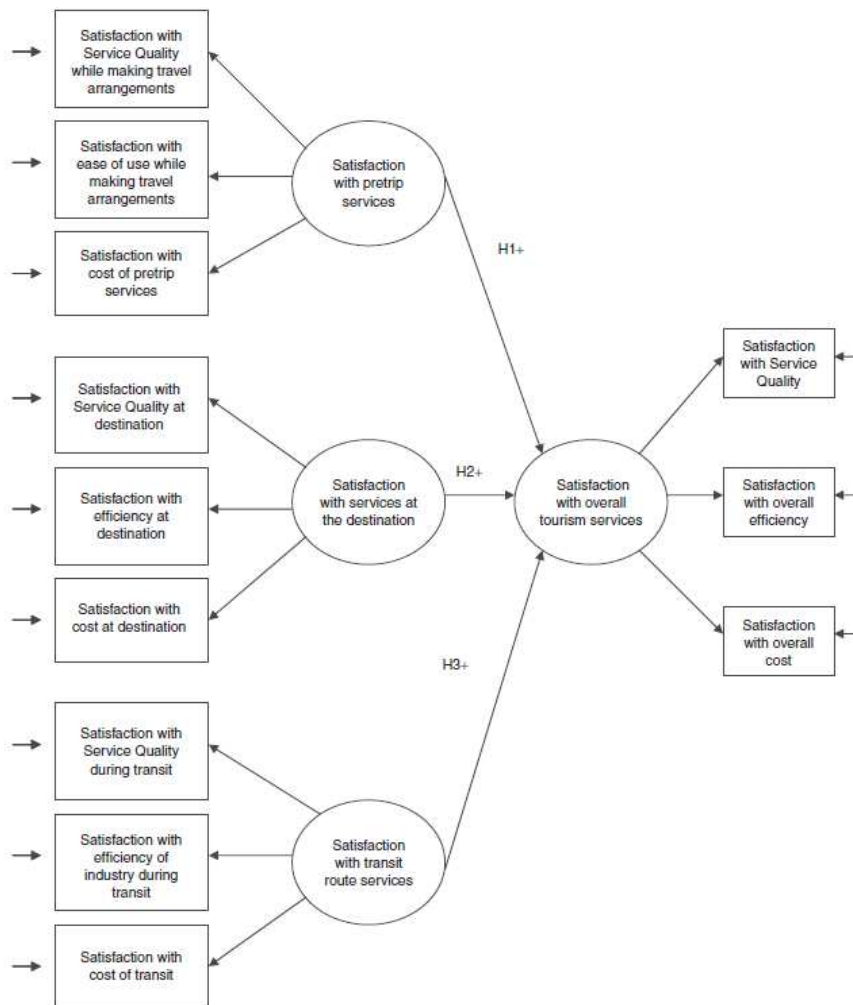 Satisfaction with
Service Quality
while making travel
arrangements
Satisfaction with
ease of use while
making travel
arrangements
Satisfaction with
cost of pretrip
services
Satisfaction
with pretrip
services
H1+
Satisfaction with
Service Quality at
destination
Satisfaction with
efficiency at
destination
Satisfaction with
cost at destination
Satisfaction
with services at
the destination
H2+
Satisfaction
with overall
tourism services
Satisfaction
with Service
Quality
Satisfaction
with overall
efficiency
Satisfaction
with overall
cost
H3+
Satisfaction with
Service Quality
during transit
Satisfaction with
efficiency of
industry during
transit
Satisfaction with
cost of transit
Satisfaction
with transit
route services